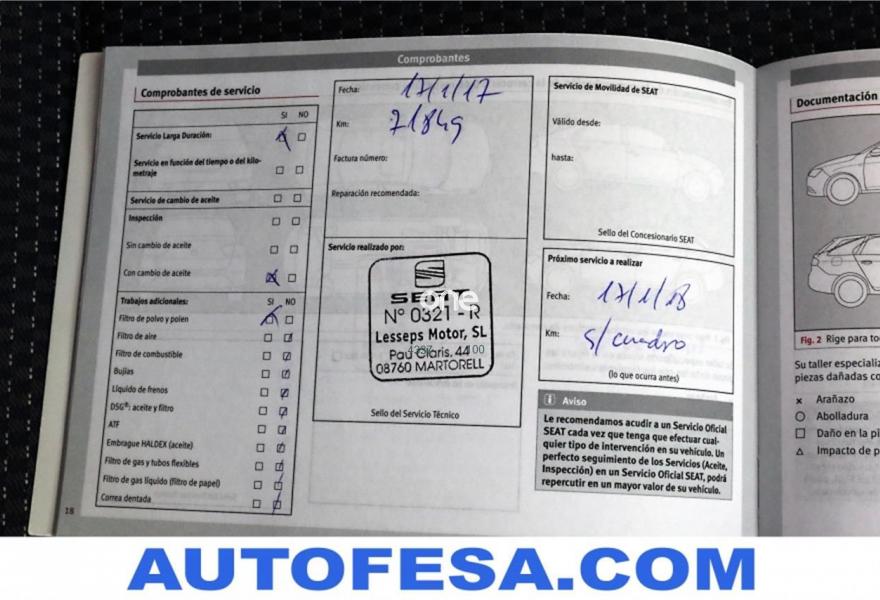 Comprobantes
Comprobantes de servicio
SI NO
Servicio Larga Duración:
Servicio en función del tiempo o del kilo-
metraje
Servicio de cambio de aceite
Inspección
Sin cambio de aceite
Con cambio de aceite
Trabajos adicionales: SI NO
Filtro de polvo y polen
Filtro de aire
Filtro de combustible
Bujías
Líquido de frenos
DSG®: aceite y filtro
ATF
Embrague HALDEX (aceite)
Filtro de gas y tubos flexibles
Filtro de gas líquido (filtro de papel)
Correa dentada
18
Fecha: 17/1/17
Km: 71849
Factura número:
Reparación recomendada:
Servicio realizado por:
SEAT
one
Nº 0321 - R
Lesseps Motor, SL
Pau Claris, 44
08760 MARTORELL
Sello del Servicio Técnico
Servicio de Movilidad de SEAT
Válido desde:
hasta:
Sello del Concesionario SEAT
Próximo servicio a realizar
Fecha: 17/1/18
Km: S/cuadro
(lo que ocurra antes)
i Aviso
Le recomendamos acudir a un Servicio Oficial
SEAT cada vez que tenga que efectuar cual-
quier tipo de intervención en su vehículo. Un
perfecto seguimiento de los Servicios (Aceite,
Inspección) en un Servicio Oficial SEAT, podrá
repercutir en un mayor valor de su vehículo.
Documentación
Fig. 2 Rige para to
Su taller especializ
piezas dañadas co
× Arañazo
Abolladura
Daño en la pi
Impacto de p
AUTOFESA.COM